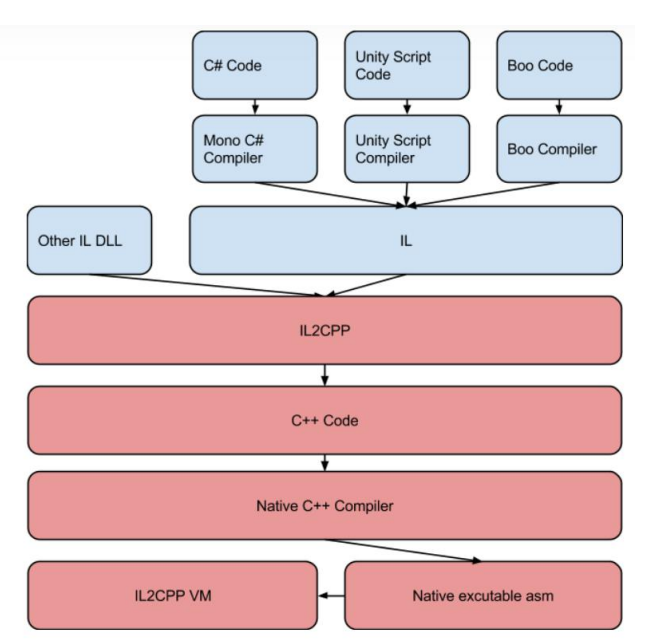 C# Code
Unity Script
Code
Boo Code
Mono C#
Compiler
Unity Script
Compiler
Boo Compiler
Other IL DLL
IL
IL2CPP
C++ Code
Native C++ Compiler
IL2CPP VM
Native excutable asm